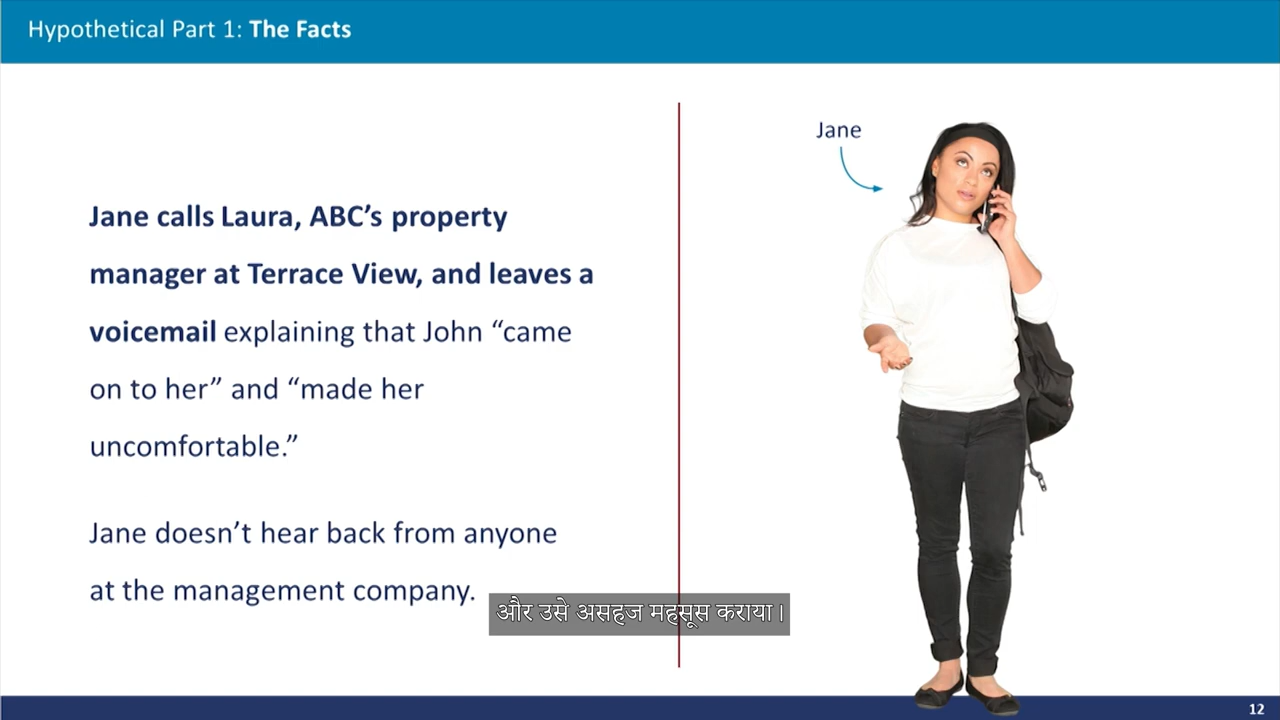 Hypothetical Part 1: The Facts
Jane calls Laura, ABC’s property
manager at Terrace View, and leaves a
voicemail explaining that John “came
on to her” and “made her
uncomfortable.”
Jane doesn’t hear back from anyone
at the management company.
Jane
और उसे असहज महसूस कराया।
12